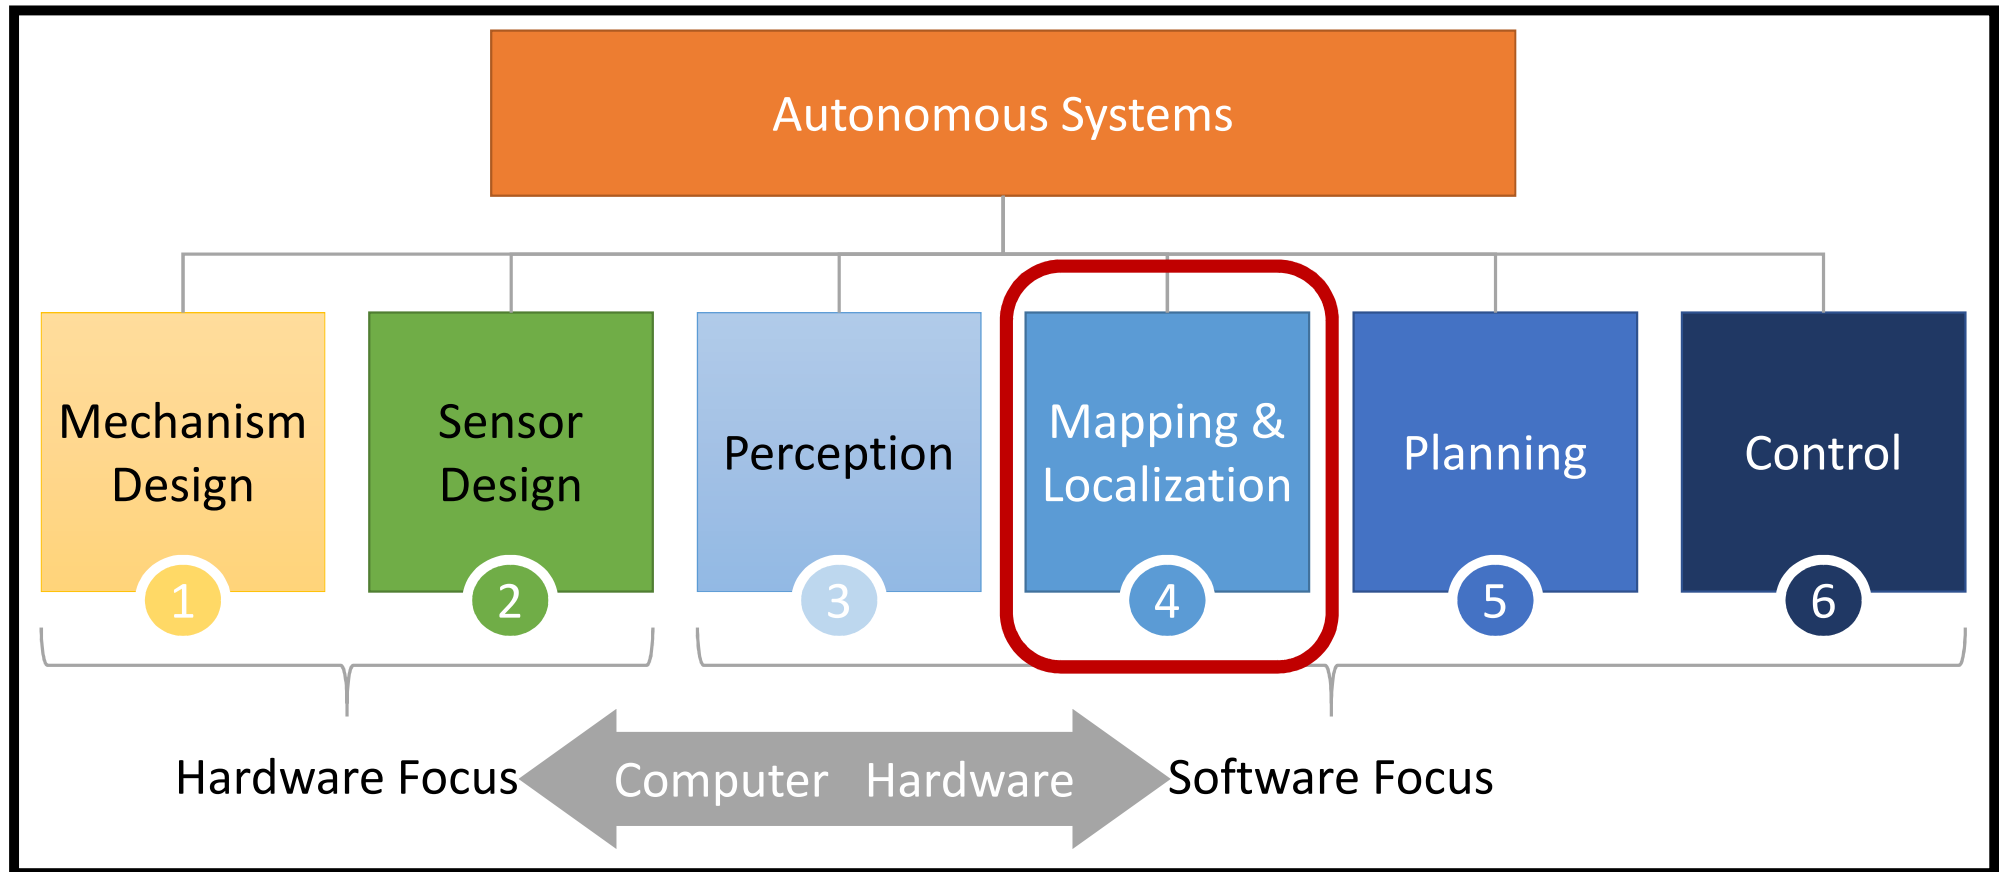 Autonomous Systems
Mechanism
Design
1
Sensor
Design
2
Perception
3
Mapping &
Localization
4
Planning
5
Control
6
Hardware Focus
Computer Hardware
Software Focus